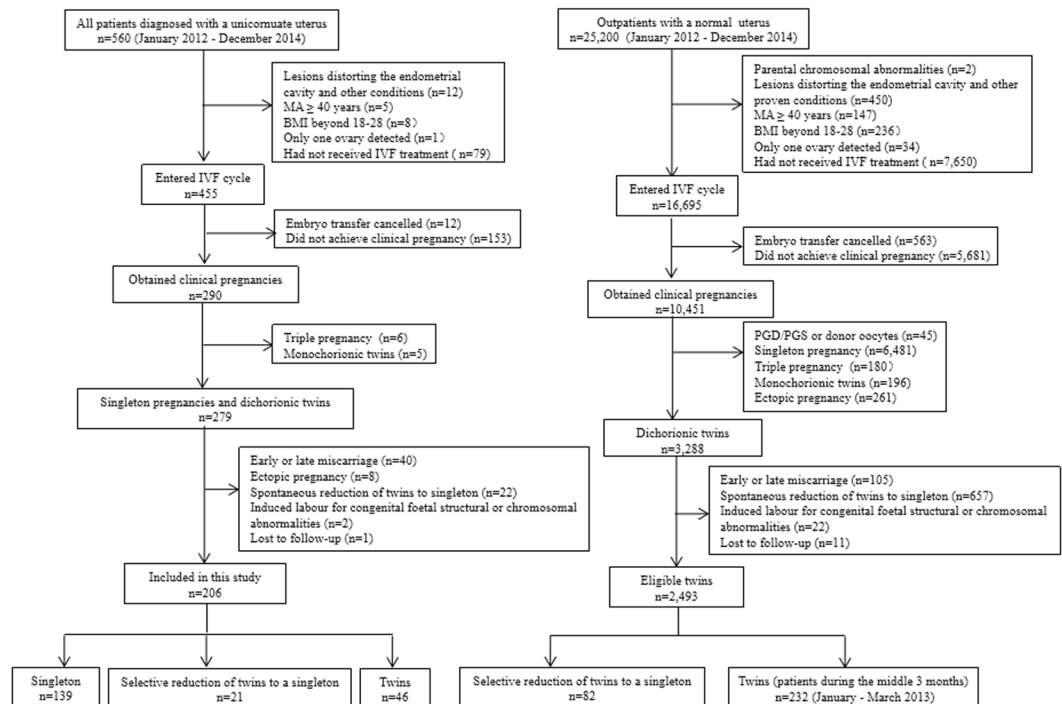 All patients diagnosed with a unicornuate uterus
n=560 (January 2012 - December 2014)
Lesions distorting the endometrial
cavity and other conditions (n=12)
MA ≥ 40 years (n=5)
BMI beyond 18-28 (n=8)
Only one ovary detected (n=1)
Had not received IVF treatment ( n=79)
Entered IVF cycle
n=455
Embryo transfer cancelled (n=12)
Did not achieve clinical pregnancy (n=153)
Obtained clinical pregnancies
n=290
Triple pregnancy (n=6)
Monochorionic twins (n=5)
Singleton pregnancies and dichorionic twins
n=279
Early or late miscarriage (n=40)
Ectopic pregnancy (n=8)
Spontaneous reduction of twins to singleton (n=22)
Induced labour for congenital foetal structural or chromosomal
abnormalities (n=2)
Lost to follow-up (n=1)
Included in this study
n=206
Singleton
n=139
Selective reduction of twins to a singleton
n=21
Twins
n=46
Outpatients with a normal uterus
n=25,200 (January 2012 - December 2014)
Parental chromosomal abnormalities (n=2)
Lesions distorting the endometrial cavity and other
proven conditions (n=450)
MA ≥ 40 years (n=147)
BMI beyond 18-28 (n=236)
Only one ovary detected (n=34)
Had not received IVF treatment ( n=7,650)
Entered IVF cycle
n=16,695
Embryo transfer cancelled (n=563)
Did not achieve clinical pregnancy (n=5,681)
Obtained clinical pregnancies
n=10,451
PGD/PGS or donor oocytes (n=45)
Singleton pregnancy (n=6,481)
Triple pregnancy (n=180)
Monochorionic twins (n=196)
Ectopic pregnancy (n=261)
Dichorionic twins
n=3,288
Early or late miscarriage (n=105)
Spontaneous reduction of twins to singleton (n=657)
Induced labour for congenital foetal structural or chromosomal
abnormalities (n=22)
Lost to follow-up (n=11)
Eligible twins
n=2,493
Selective reduction of twins to a singleton
n=82
Twins (patients during the middle 3 months)
n=232 (January - March 2013)